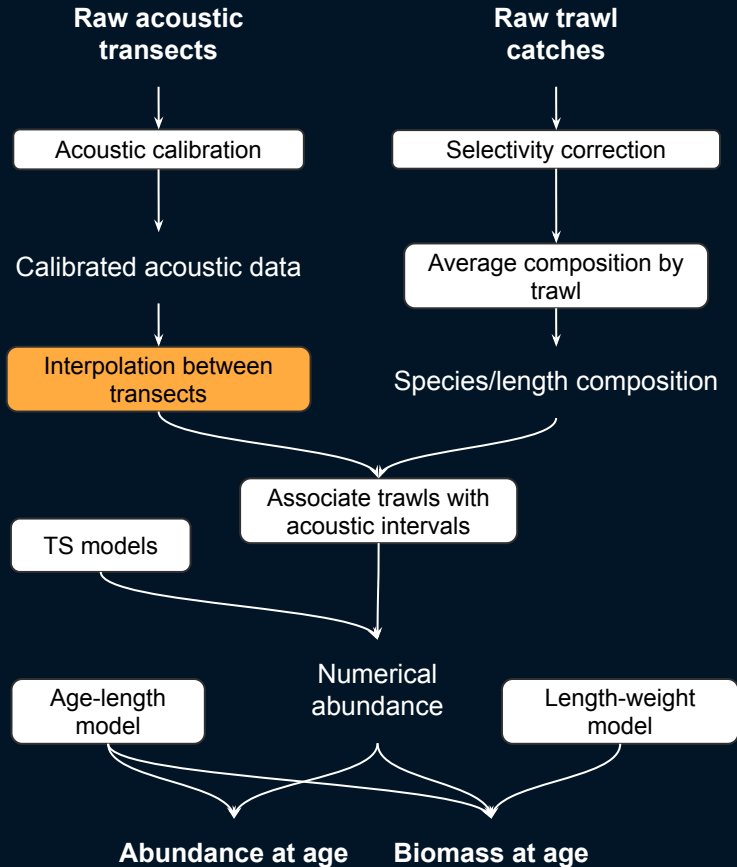 Raw acoustic
transects
Raw trawl
catches
Acoustic calibration
Selectivity correction
Calibrated acoustic data
Average composition by
trawl
Interpolation between
transects
Species/length composition
Associate trawls with
acoustic intervals
TS models
Numerical
abundance
Age-length
model
Length-weight
model
Abundance at age
Biomass at age